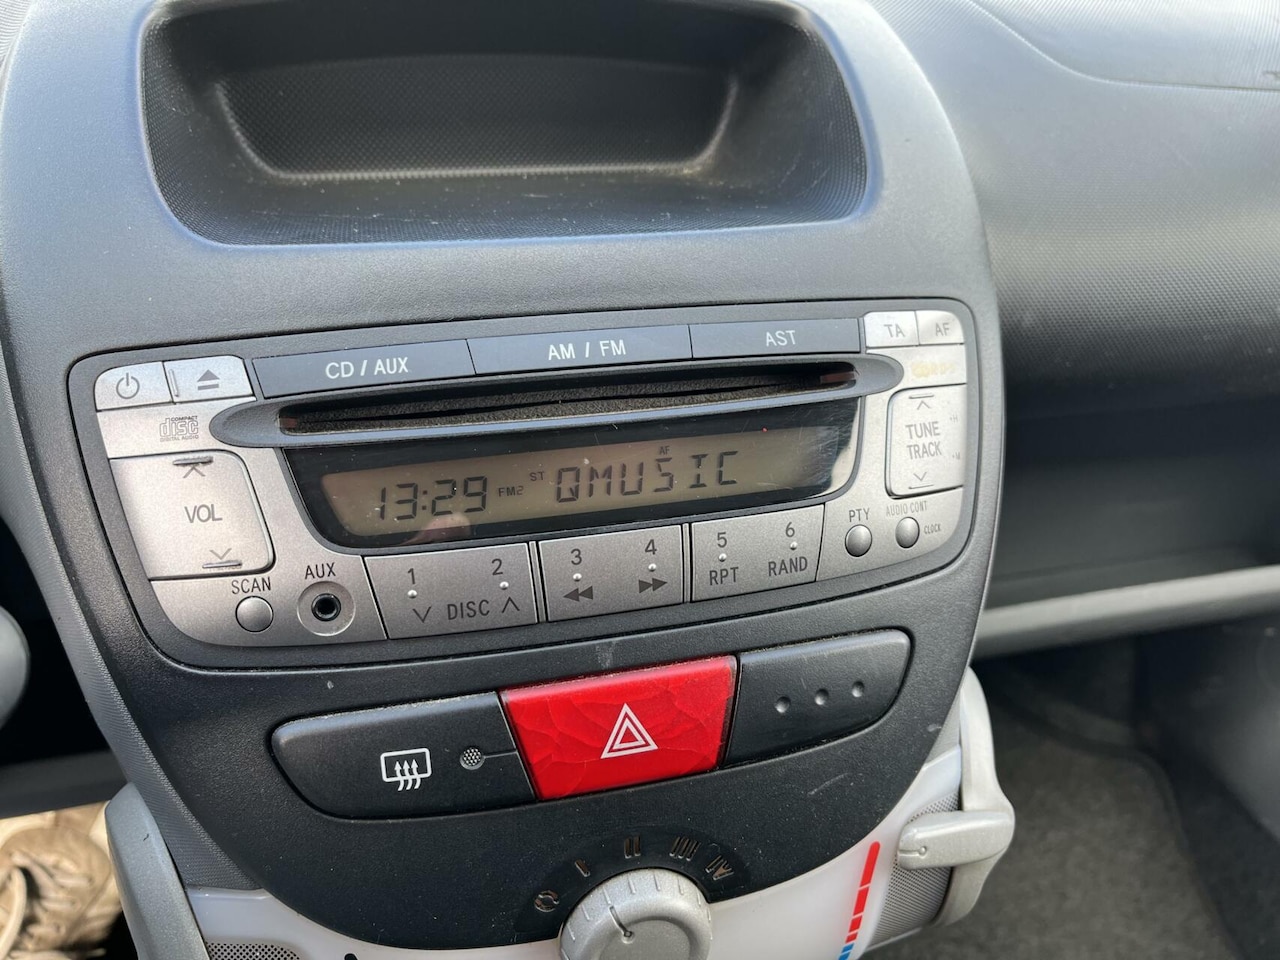 CD / AUX
AM / FM
AST
TA
AF
COMPACT
disc
DIGITAL AUDIO
VOL
13:29
FM2
ST
AF
QMUSIC
TUNE
TRACK
PTY
AUDIO CONT
CLOCK
SCAN
AUX
1
2
DISC
3
4
5
RPT
6
RAND